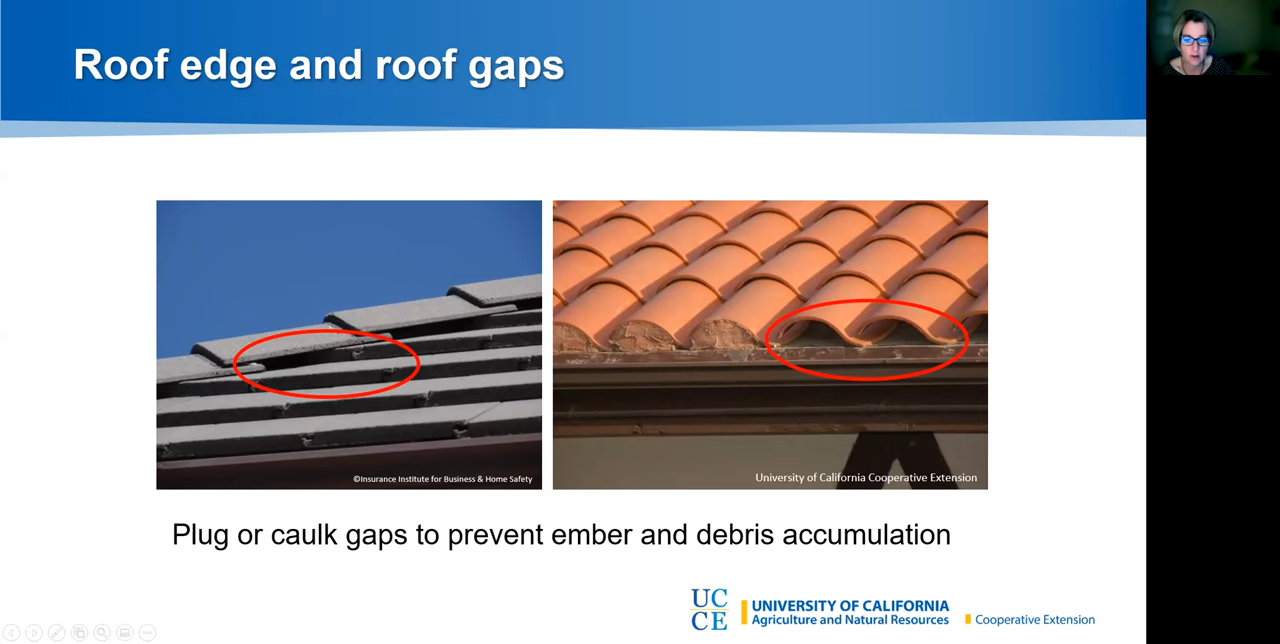 Roof edge and roof gaps
©Insurance Institute for Business & Home Safety
University of California Cooperative Extension
Plug or caulk gaps to prevent ember and debris accumulation
UC
CE
UNIVERSITY OF CALIFORNIA
Agriculture and Natural Resources
Cooperative Extension